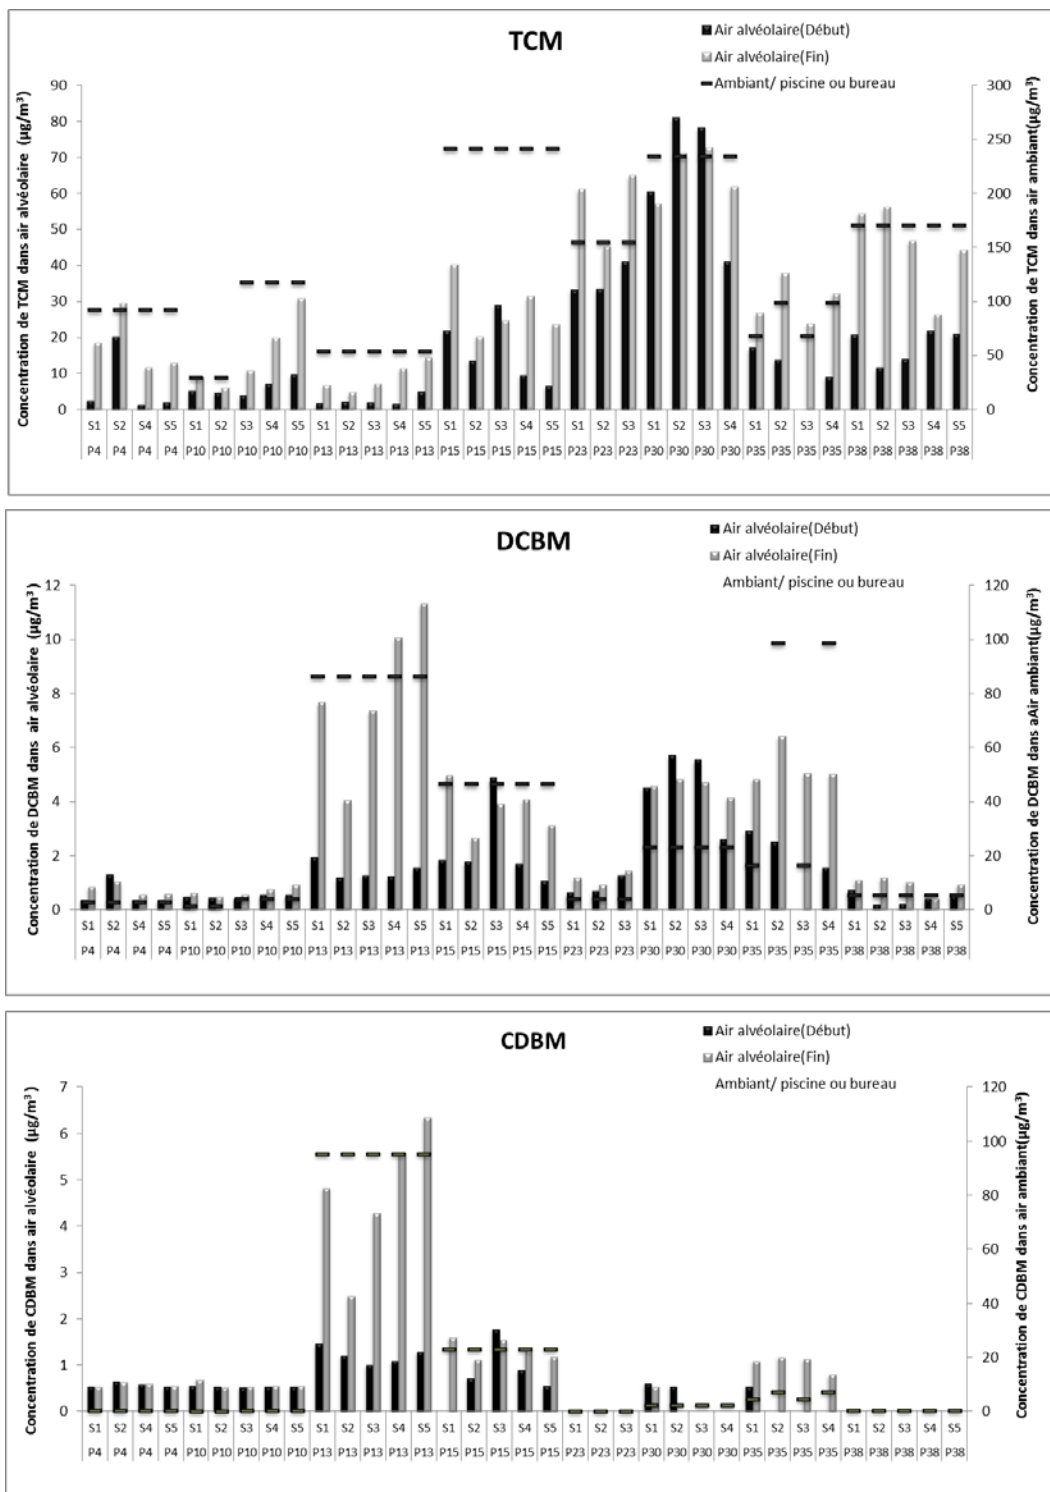 TCM
Air alvéolaire(Début)
Air alvéolaire(Fin)
Ambiant/ piscine ou bureau
Concentration de TCM dans air alvéolaire (µg/m³)
90
80
70
60
50
40
30
20
10
0
300
250
200
150
100
50
0
Concentration de TCM dans air ambiant(µg/m³)
S1 S2 S4 S5 S1 S2 S3 S4 S5 S1 S2 S3 S4 S5 S1 S2 S3 S4 S5 S1 S2 S3 S1 S2 S3 S4 S1 S2 S3 S4 S1 S2 S3 S4 S5
P4 P4 P4 P4 P10 P10 P10 P10 P10 P13 P13 P13 P13 P13 P15 P15 P15 P15 P15 P23 P23 P23 P30 P30 P30 P30 P35 P35 P35 P35 P38 P38 P38 P38 P38
DCBM
Air alvéolaire(Début)
Air alvéolaire(Fin)
Ambiant/ piscine ou bureau
Concentration de DCBM dans air alvéolaire (µg/m³)
12
10
8
6
4
2
0
120
100
80
60
40
20
0
Concentration de DCBM dans aAir ambiant(µg/m³)
S1 S2 S4 S5 S1 S2 S3 S4 S5 S1 S2 S3 S4 S5 S1 S2 S3 S4 S5 S1 S2 S3 S1 S2 S3 S4 S1 S2 S3 S4 S1 S2 S3 S4 S5
P4 P4 P4 P4 P10 P10 P10 P10 P10 P13 P13 P13 P13 P13 P15 P15 P15 P15 P15 P23 P23 P23 P30 P30 P30 P30 P35 P35 P35 P35 P38 P38 P38 P38 P38
CDBM
Air alvéolaire(Début)
Air alvéolaire(Fin)
Ambiant/ piscine ou bureau
Concentration de CDBM dans air alvéolaire (µg/m³)
7
6
5
4
3
2
1
0
120
100
80
60
40
20
0
Concentration de CDBM dans air ambiant(µg/m³)
S1 S2 S4 S5 S1 S2 S3 S4 S5 S1 S2 S3 S4 S5 S1 S2 S3 S4 S5 S1 S2 S3 S1 S2 S3 S4 S1 S2 S3 S4 S1 S2 S3 S4 S5
P4 P4 P4 P4 P10 P10 P10 P10 P10 P13 P13 P13 P13 P13 P15 P15 P15 P15 P15 P23 P23 P23 P30 P30 P30 P30 P35 P35 P35 P35 P38 P38 P38 P38 P38